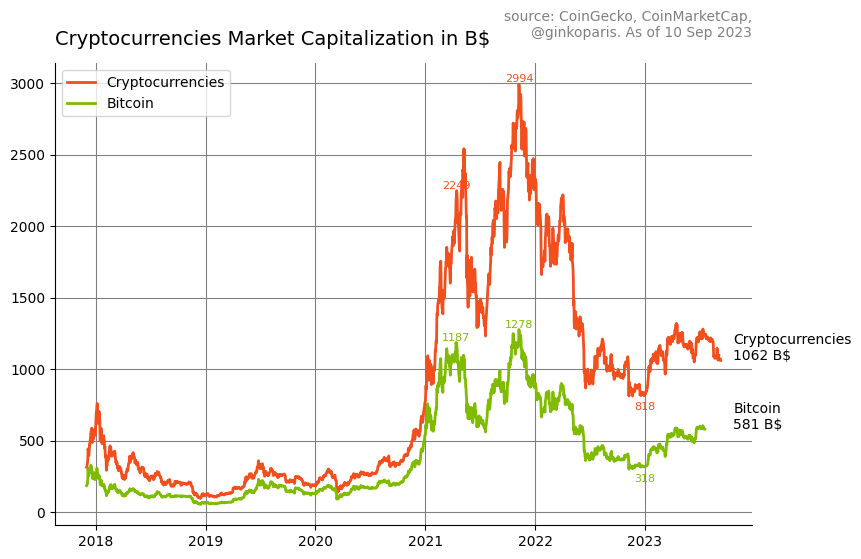 source: CoinGecko, CoinMarketCap,
@ginkoparis. As of 10 Sep 2023
Cryptocurrencies Market Capitalization in B$
Cryptocurrencies
Bitcoin
3000
2500
2000
1500
1000
500
0
2994
2249
1187
1278
818
318
Cryptocurrencies
1062 B$
Bitcoin
581 B$
2018 2019 2020 2021 2022 2023